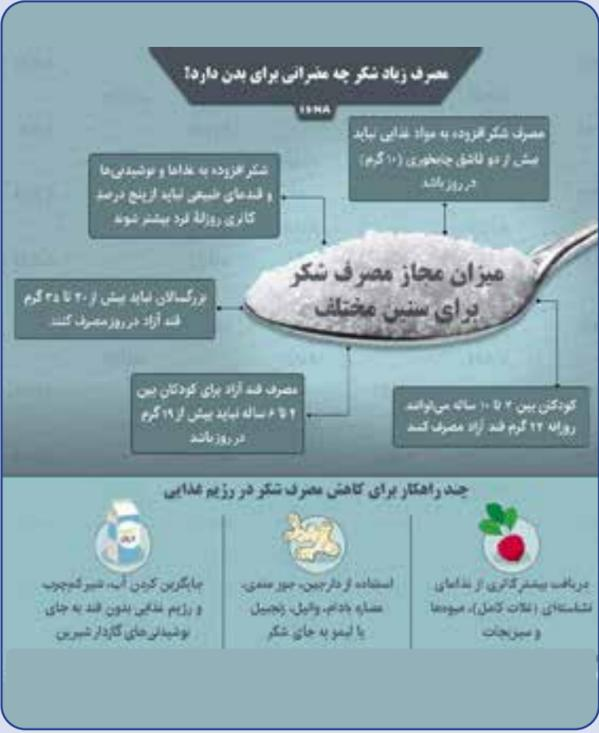 مصرف زیاد شکر چه مضراتی برای بدن دارد؟
ISNA
مصرف شکر افزوده به مواد غذایی نباید
بیش از دو قاشق چایخوری (۱۰ گرم)
در روز باشد
شکر افزوده به غذاها و نوشیدنی‌ها
و قندهای طبیعی نباید از پنج درصد
کالری روزانهٔ فرد بیشتر شوند
میزان مجاز مصرف شکر
برای سنین مختلف
بزرگسالان نباید بیش از ۳۰ تا ۳۵ گرم
قند آزاد در روز مصرف کنند
مصرف قند آزاد برای کودکان بین
۴ تا ۶ ساله نباید بیش از ۱۹ گرم
در روز باشد
کودکان بین ۷ تا ۱۰ ساله می‌توانند
روزانه ۲۴ گرم قند آزاد مصرف کنند
چند راهکار برای کاهش مصرف شکر در رژیم غذایی
دریافت بیشتر کالری از غذاهای
نشاسته‌ای (غلات کامل)، میوه‌ها
و سبزیجات
استفاده از دارچین، جوز هندی،
عصاره بادام، وانیل، زنجبیل
یا لیمو به جای شکر
جایگزین کردن آب، شیر کم‌چرب
و رژیم غذایی بدون قند به جای
نوشیدنی‌های گازدار شیرین